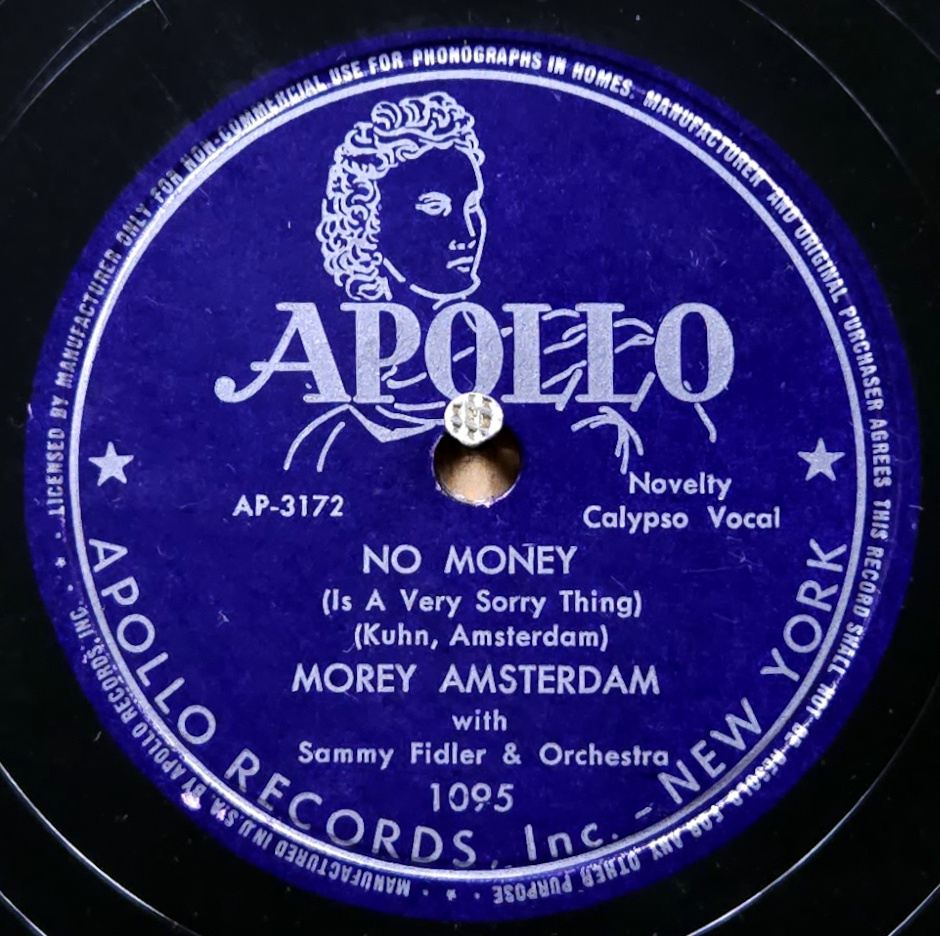 LICENSED BY MANUFACTURER ONLY FOR NON-COMMERCIAL USE FOR PHONOGRAPHS IN HOMES. MANUFACTURER AND ORIGINAL PURCHASER AGREES THIS RECORD SHALL NOT BE RESOLD FOR ANY OTHER PURPOSE
APOLLO
AP-3172
Novelty
Calypso Vocal
NO MONEY
(Is A Very Sorry Thing)
(Kuhn, Amsterdam)
MOREY AMSTERDAM
with
Sammy Fidler & Orchestra
1095
APOLLO RECORDS, Inc. - NEW YORK
MANUFACTURED IN U.S.A. BY APOLLO RECORDS, INC.